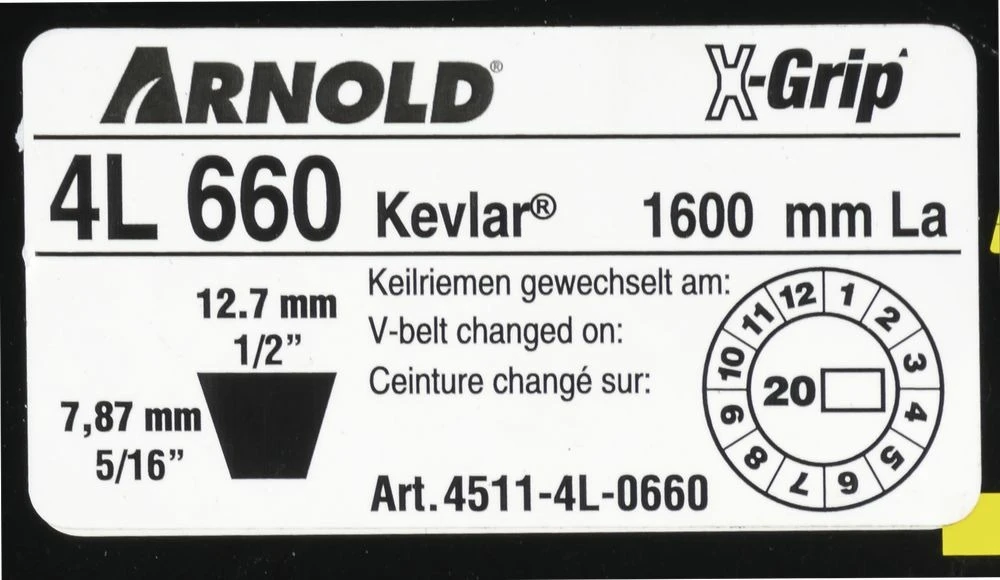 ARNOLD®
X-Grip
4L 660 Kevlar® 1600 mm La
12.7 mm
1/2”
7,87 mm
5/16”
Keilriemen gewechselt am:
V-belt changed on:
Ceinture changé sur:
Art.4511-4L-0660
12 1 2 3 4 5 6 7 8 9 10 11
20